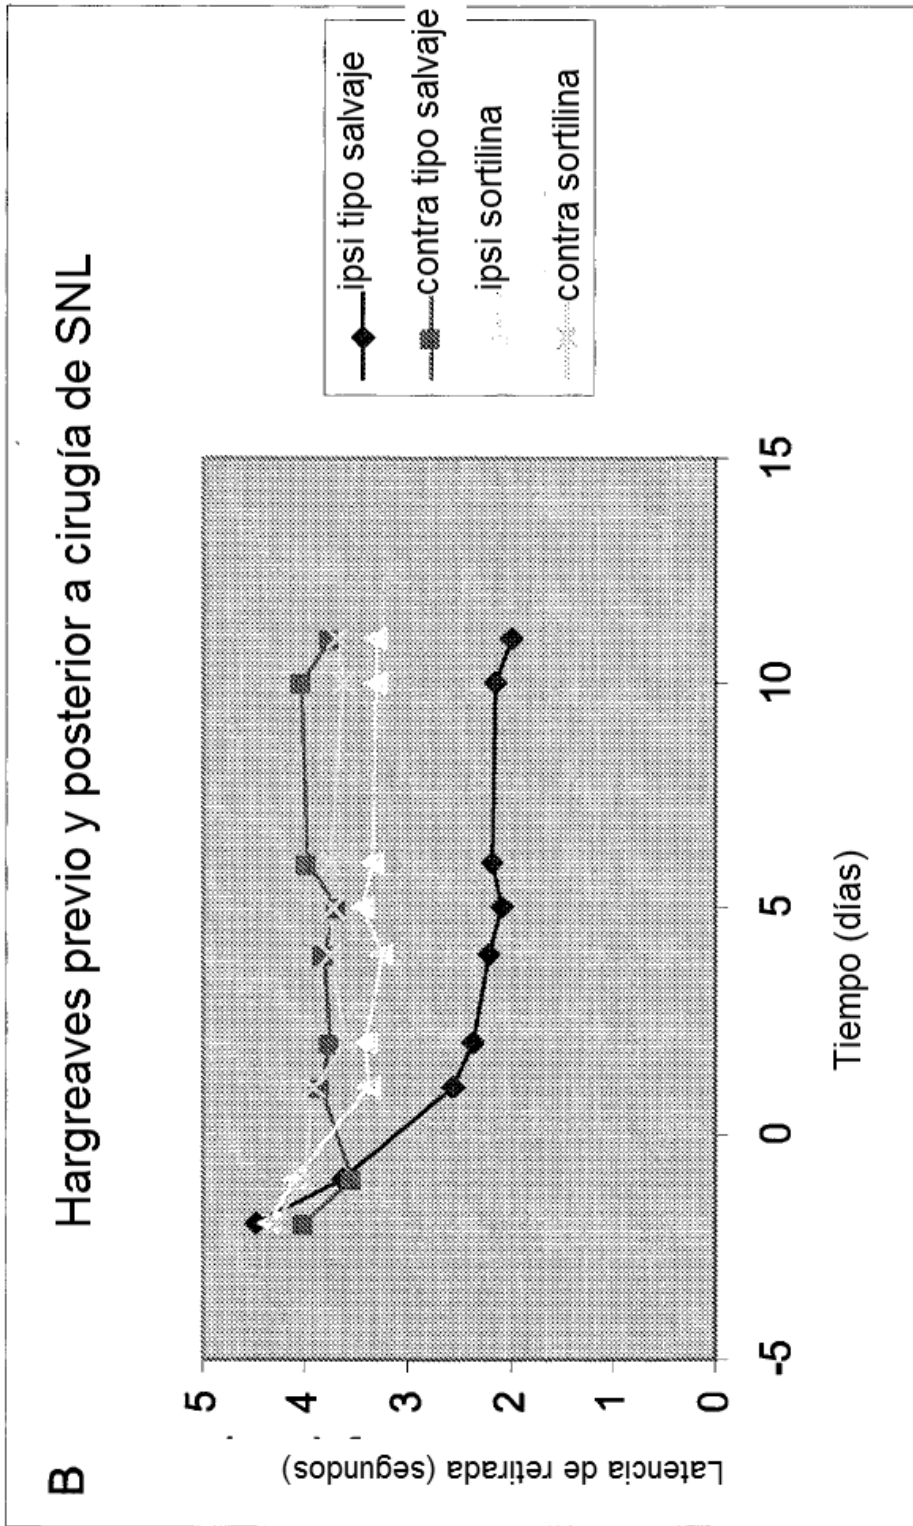 B
Hargreaves previo y posterior a cirugía de SNL
Latencia de retirada (segundos)
5
4
3
2
1
0
-5
0
5
10
15
Tiempo (días)
ipsi tipo salvaje
contra tipo salvaje
ipsi sortilina
contra sortilina